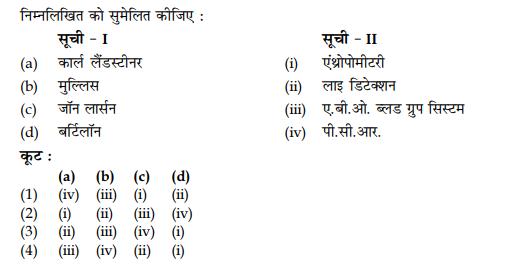 निम्नलिखित को सुमेलित कीजिए :
सूची - I सूची - II
(a) कार्ल लैंडस्टीनर (i) एंथ्रोपोमीटरी
(b) मुल्लिस (ii) लाइ डिटेक्शन
(c) जॉन लार्सन (iii) ए.बी.ओ. ब्लड ग्रुप सिस्टम
(d) बर्टिलॉन (iv) पी.सी.आर.
कूट :
(a) (b) (c) (d)
(1) (iv) (iii) (i) (ii)
(2) (i) (ii) (iii) (iv)
(3) (ii) (iii) (iv) (i)
(4) (iii) (iv) (ii) (i)